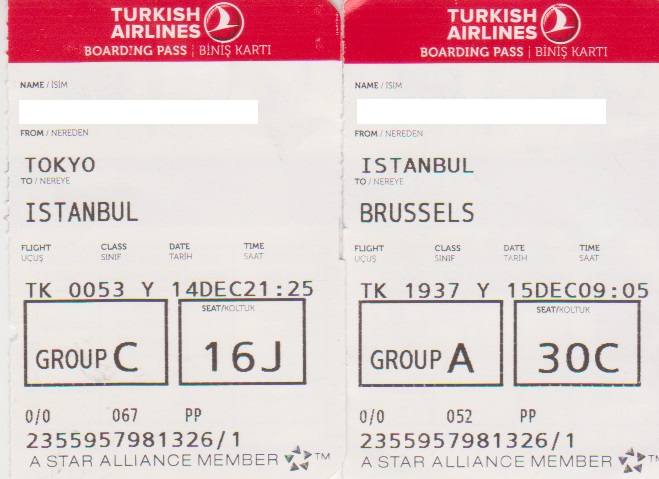 TURKISH
AIRLINES
BOARDING PASS | BİNİŞ KARTI
NAME / İSİM
FROM / NEREDEN
TOKYO
TO / NEREYE
ISTANBUL
FLIGHT CLASS DATE TIME
UÇUŞ SINIF TARİH SAAT
TK 0053 Y 14DEC21:25
SEAT/KOLTUK
GROUP C 16J
0/0 067 PP
2355957981326/1
A STAR ALLIANCE MEMBER TM
TURKISH
AIRLINES
BOARDING PASS | BİNİŞ KARTI
NAME / İSİM
FROM / NEREDEN
ISTANBUL
TO / NEREYE
BRUSSELS
FLIGHT CLASS DATE TIME
UÇUŞ SINIF TARİH SAAT
TK 1937 Y 15DEC09:05
SEAT/KOLTUK
GROUP A 30C
0/0 052 PP
2355957981326/1
A STAR ALLIANCE MEMBER TM